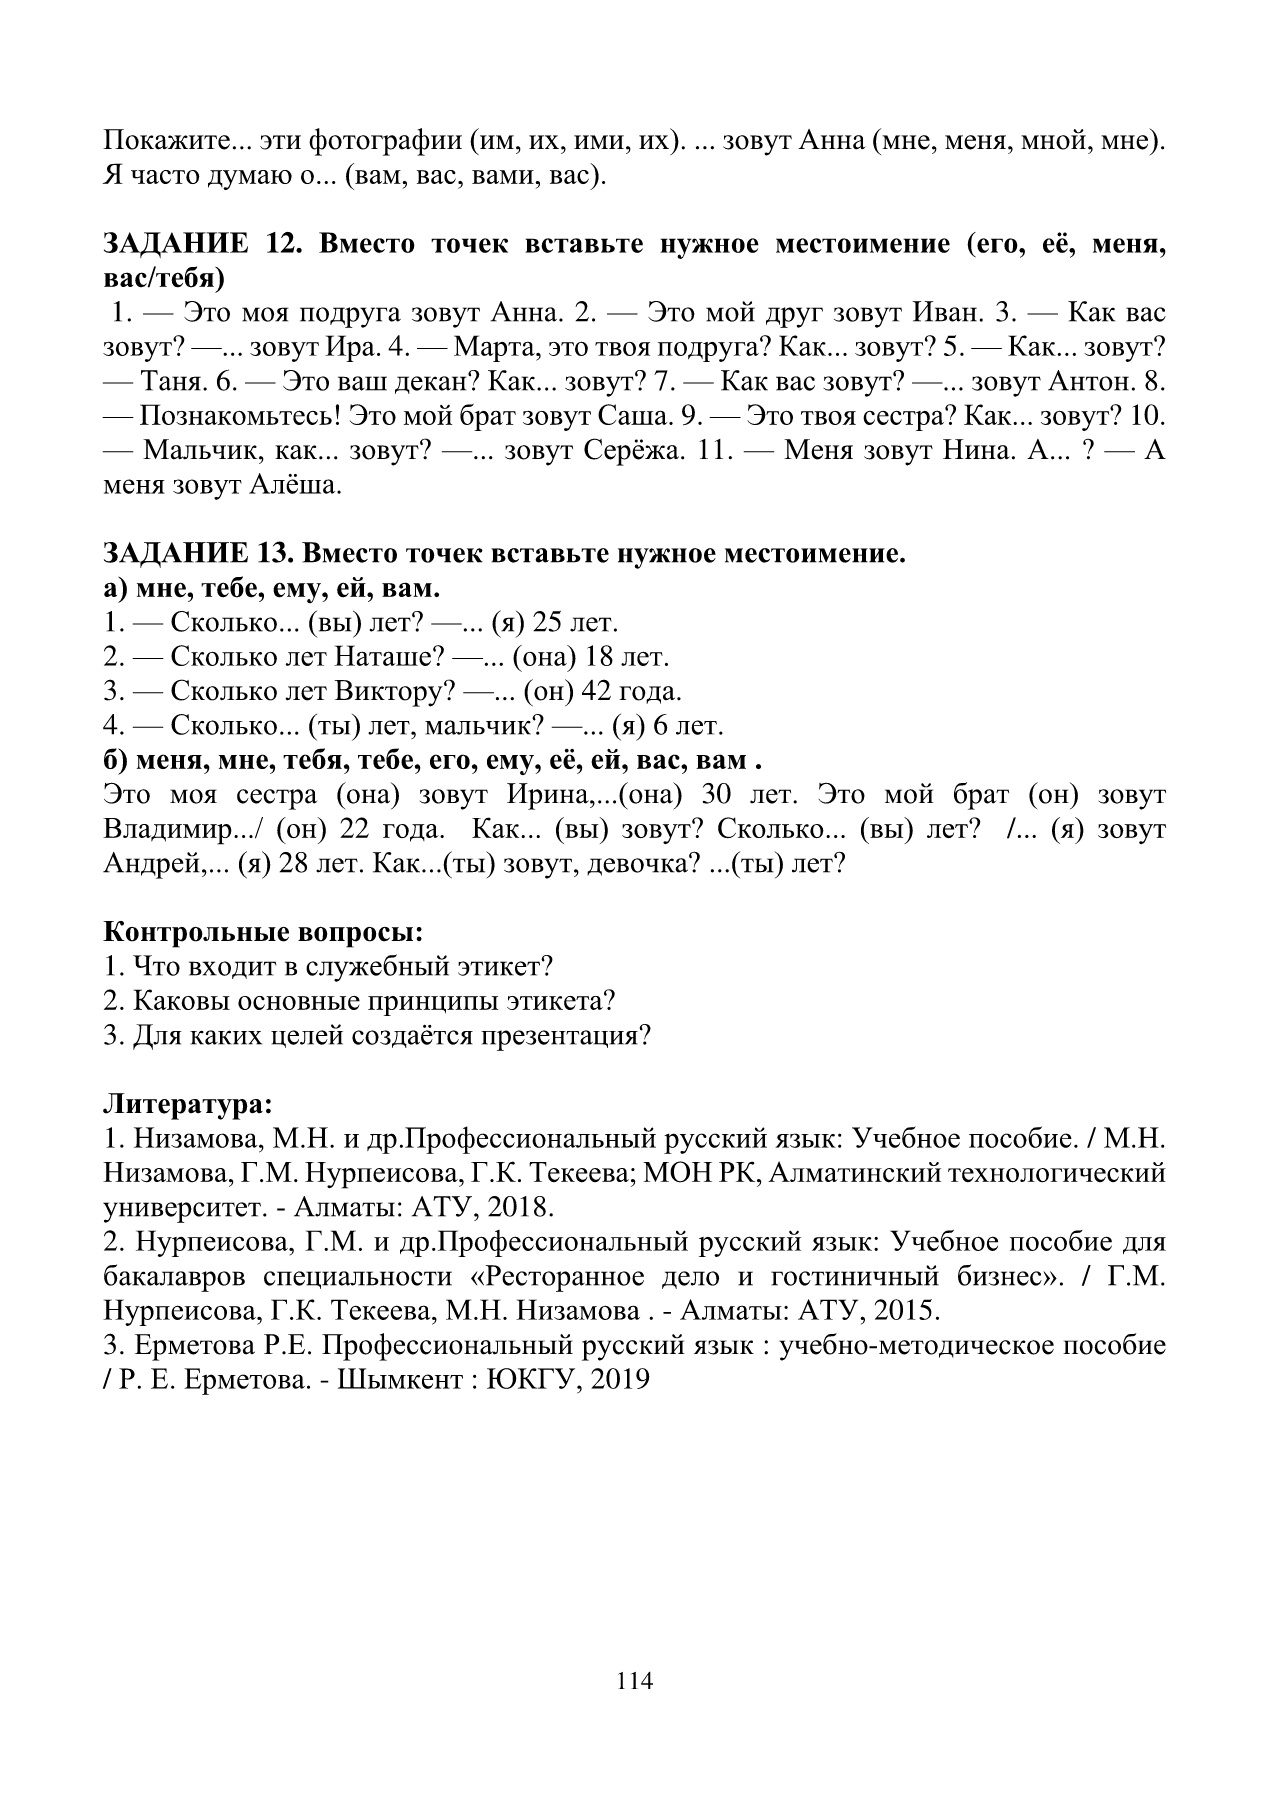 Покажите... эти фотографии (им, их, ими, их). ... зовут Анна (мне, меня, мной, мне).
Я часто думаю о... (вам, вас, вами, вас).
ЗАДАНИЕ 12. Вместо точек вставьте нужное местоимение (его, её, меня,
вас/тебя)
1. — Это моя подруга зовут Анна. 2. — Это мой друг зовут Иван. 3. — Как вас
зовут? —... зовут Ира. 4. — Марта, это твоя подруга? Как... зовут? 5. — Как... зовут?
— Таня. 6. — Это ваш декан? Как... зовут? 7. — Как вас зовут? —... зовут Антон. 8.
— Познакомьтесь! Это мой брат зовут Саша. 9. — Это твоя сестра? Как... зовут? 10.
— Мальчик, как... зовут? —... зовут Серёжа. 11. — Меня зовут Нина. А... ? — А
меня зовут Алёша.
ЗАДАНИЕ 13. Вместо точек вставьте нужное местоимение.
а) мне, тебе, ему, ей, вам.
1. — Сколько... (вы) лет? —... (я) 25 лет.
2. — Сколько лет Наташе? —... (она) 18 лет.
3. — Сколько лет Виктору? —... (он) 42 года.
4. — Сколько... (ты) лет, мальчик? —... (я) 6 лет.
б) меня, мне, тебя, тебе, его, ему, её, ей, вас, вам .
Это моя сестра (она) зовут Ирина,...(она) 30 лет. Это мой брат (он) зовут
Владимир.../ (он) 22 года. Как... (вы) зовут? Сколько... (вы) лет? /... (я) зовут
Андрей,... (я) 28 лет. Как...(ты) зовут, девочка? ...(ты) лет?
Контрольные вопросы:
1. Что входит в служебный этикет?
2. Каковы основные принципы этикета?
3. Для каких целей создаётся презентация?
Литература:
1. Низамова, М.Н. и др.Профессиональный русский язык: Учебное пособие. / М.Н.
Низамова, Г.М. Нурпеисова, Г.К. Текеева; МОН РК, Алматинский технологический
университет. - Алматы: АТУ, 2018.
2. Нурпеисова, Г.М. и др.Профессиональный русский язык: Учебное пособие для
бакалавров специальности «Ресторанное дело и гостиничный бизнес». / Г.М.
Нурпеисова, Г.К. Текеева, М.Н. Низамова . - Алматы: АТУ, 2015.
3. Ерметова Р.Е. Профессиональный русский язык : учебно-методическое пособие
/ Р. Е. Ерметова. - Шымкент : ЮКГУ, 2019
114